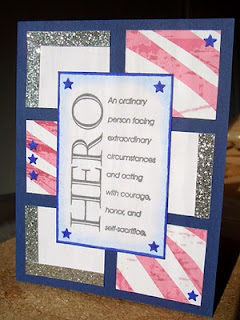 HERO
An ordinary
person facing
extraordinary
circumstances
and acting
with courage,
honor, and
self-sacrifice.